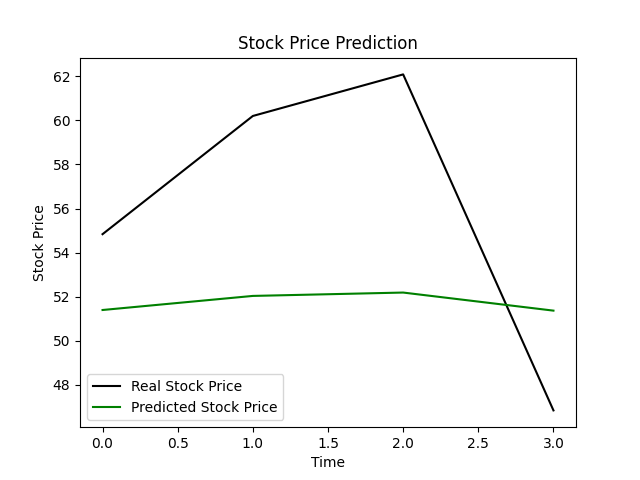 Stock Price Prediction
62
60
58
56
54
52
50
48
Stock Price
Real Stock Price
Predicted Stock Price
0.0 0.5 1.0 1.5 2.0 2.5 3.0
Time